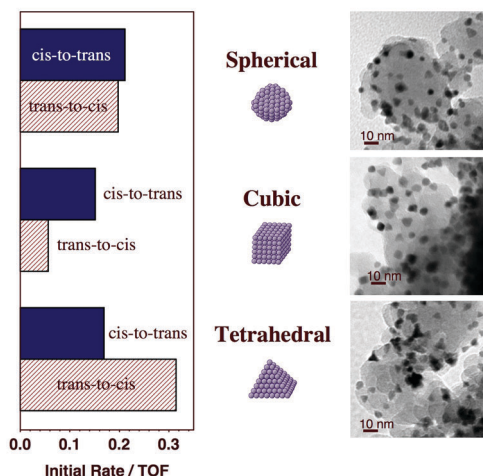 cis-to-trans
trans-to-cis
Spherical
10 nm
cis-to-trans
trans-to-cis
Cubic
10 nm
cis-to-trans
trans-to-cis
Tetrahedral
10 nm
0.0 0.1 0.2 0.3
Initial Rate / TOF